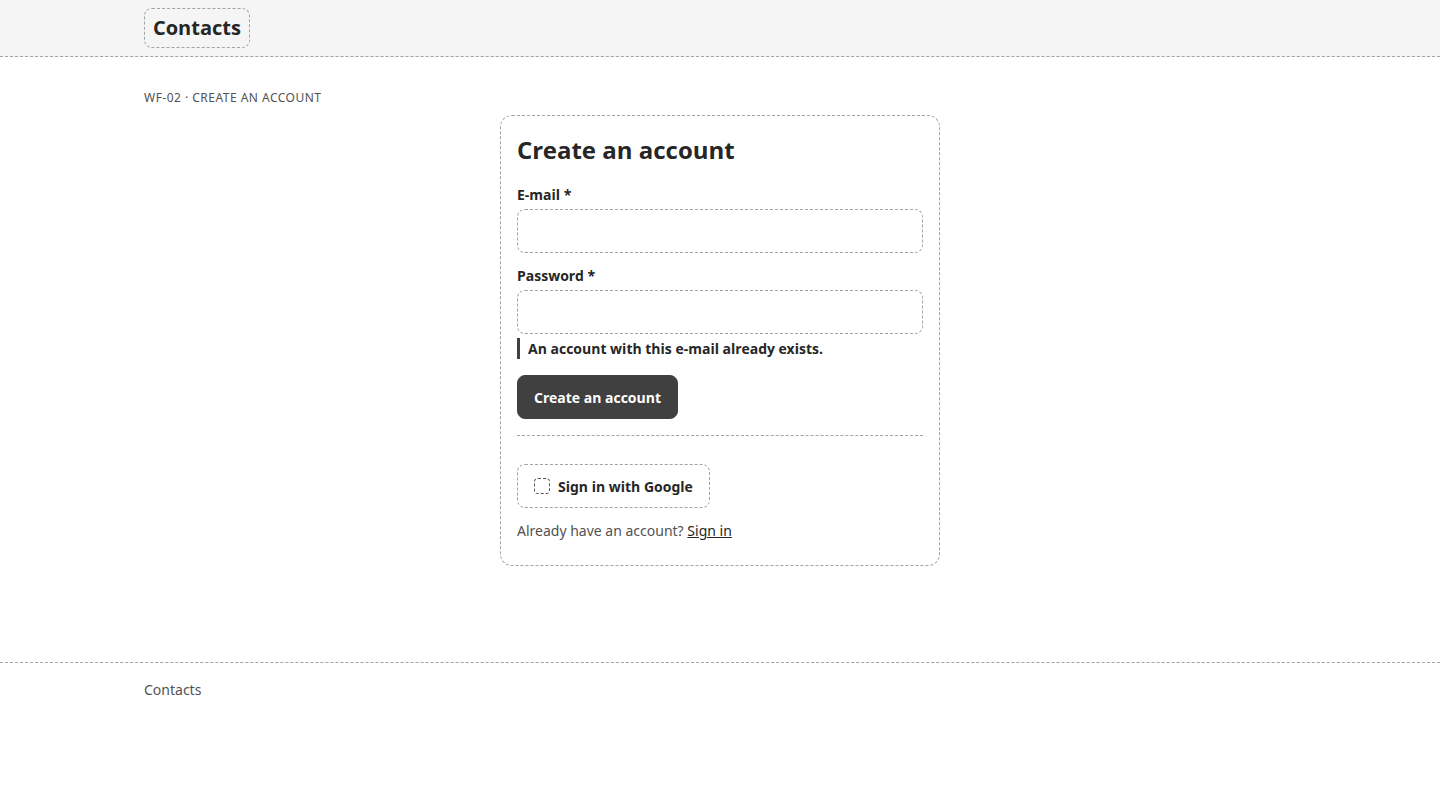 Contacts
WF-02 · CREATE AN ACCOUNT
Create an account
E-mail *
Password *
An account with this e-mail already exists.
Create an account
Sign in with Google
Already have an account? Sign in
Contacts